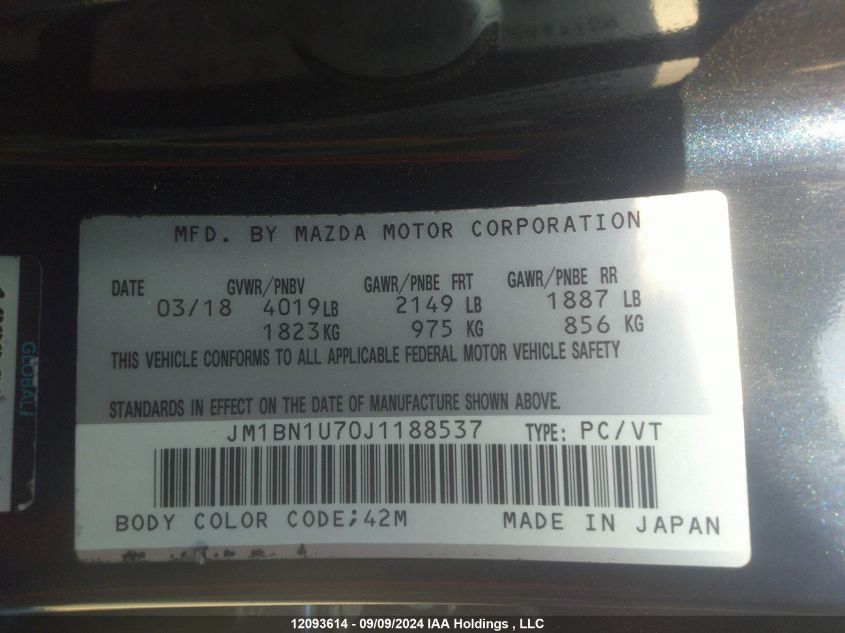 MFD. BY MAZDA MOTOR CORPORATION
DATE GVWR/PNBV GAWR/PNBE FRT GAWR/PNBE RR
03/18 4019LB 2149 LB 1887 LB
1823KG 975 KG 856 KG
THIS VEHICLE CONFORMS TO ALL APPLICABLE FEDERAL MOTOR VEHICLE SAFETY
STANDARDS IN EFFECT ON THE DATE OF MANUFACTURE SHOWN ABOVE.
JM1BN1U70J1188537 TYPE: PC/VT
BODY COLOR CODE;42M MADE IN JAPAN
GLOBALI
12093614 - 09/09/2024 IAA Holdings , LLC